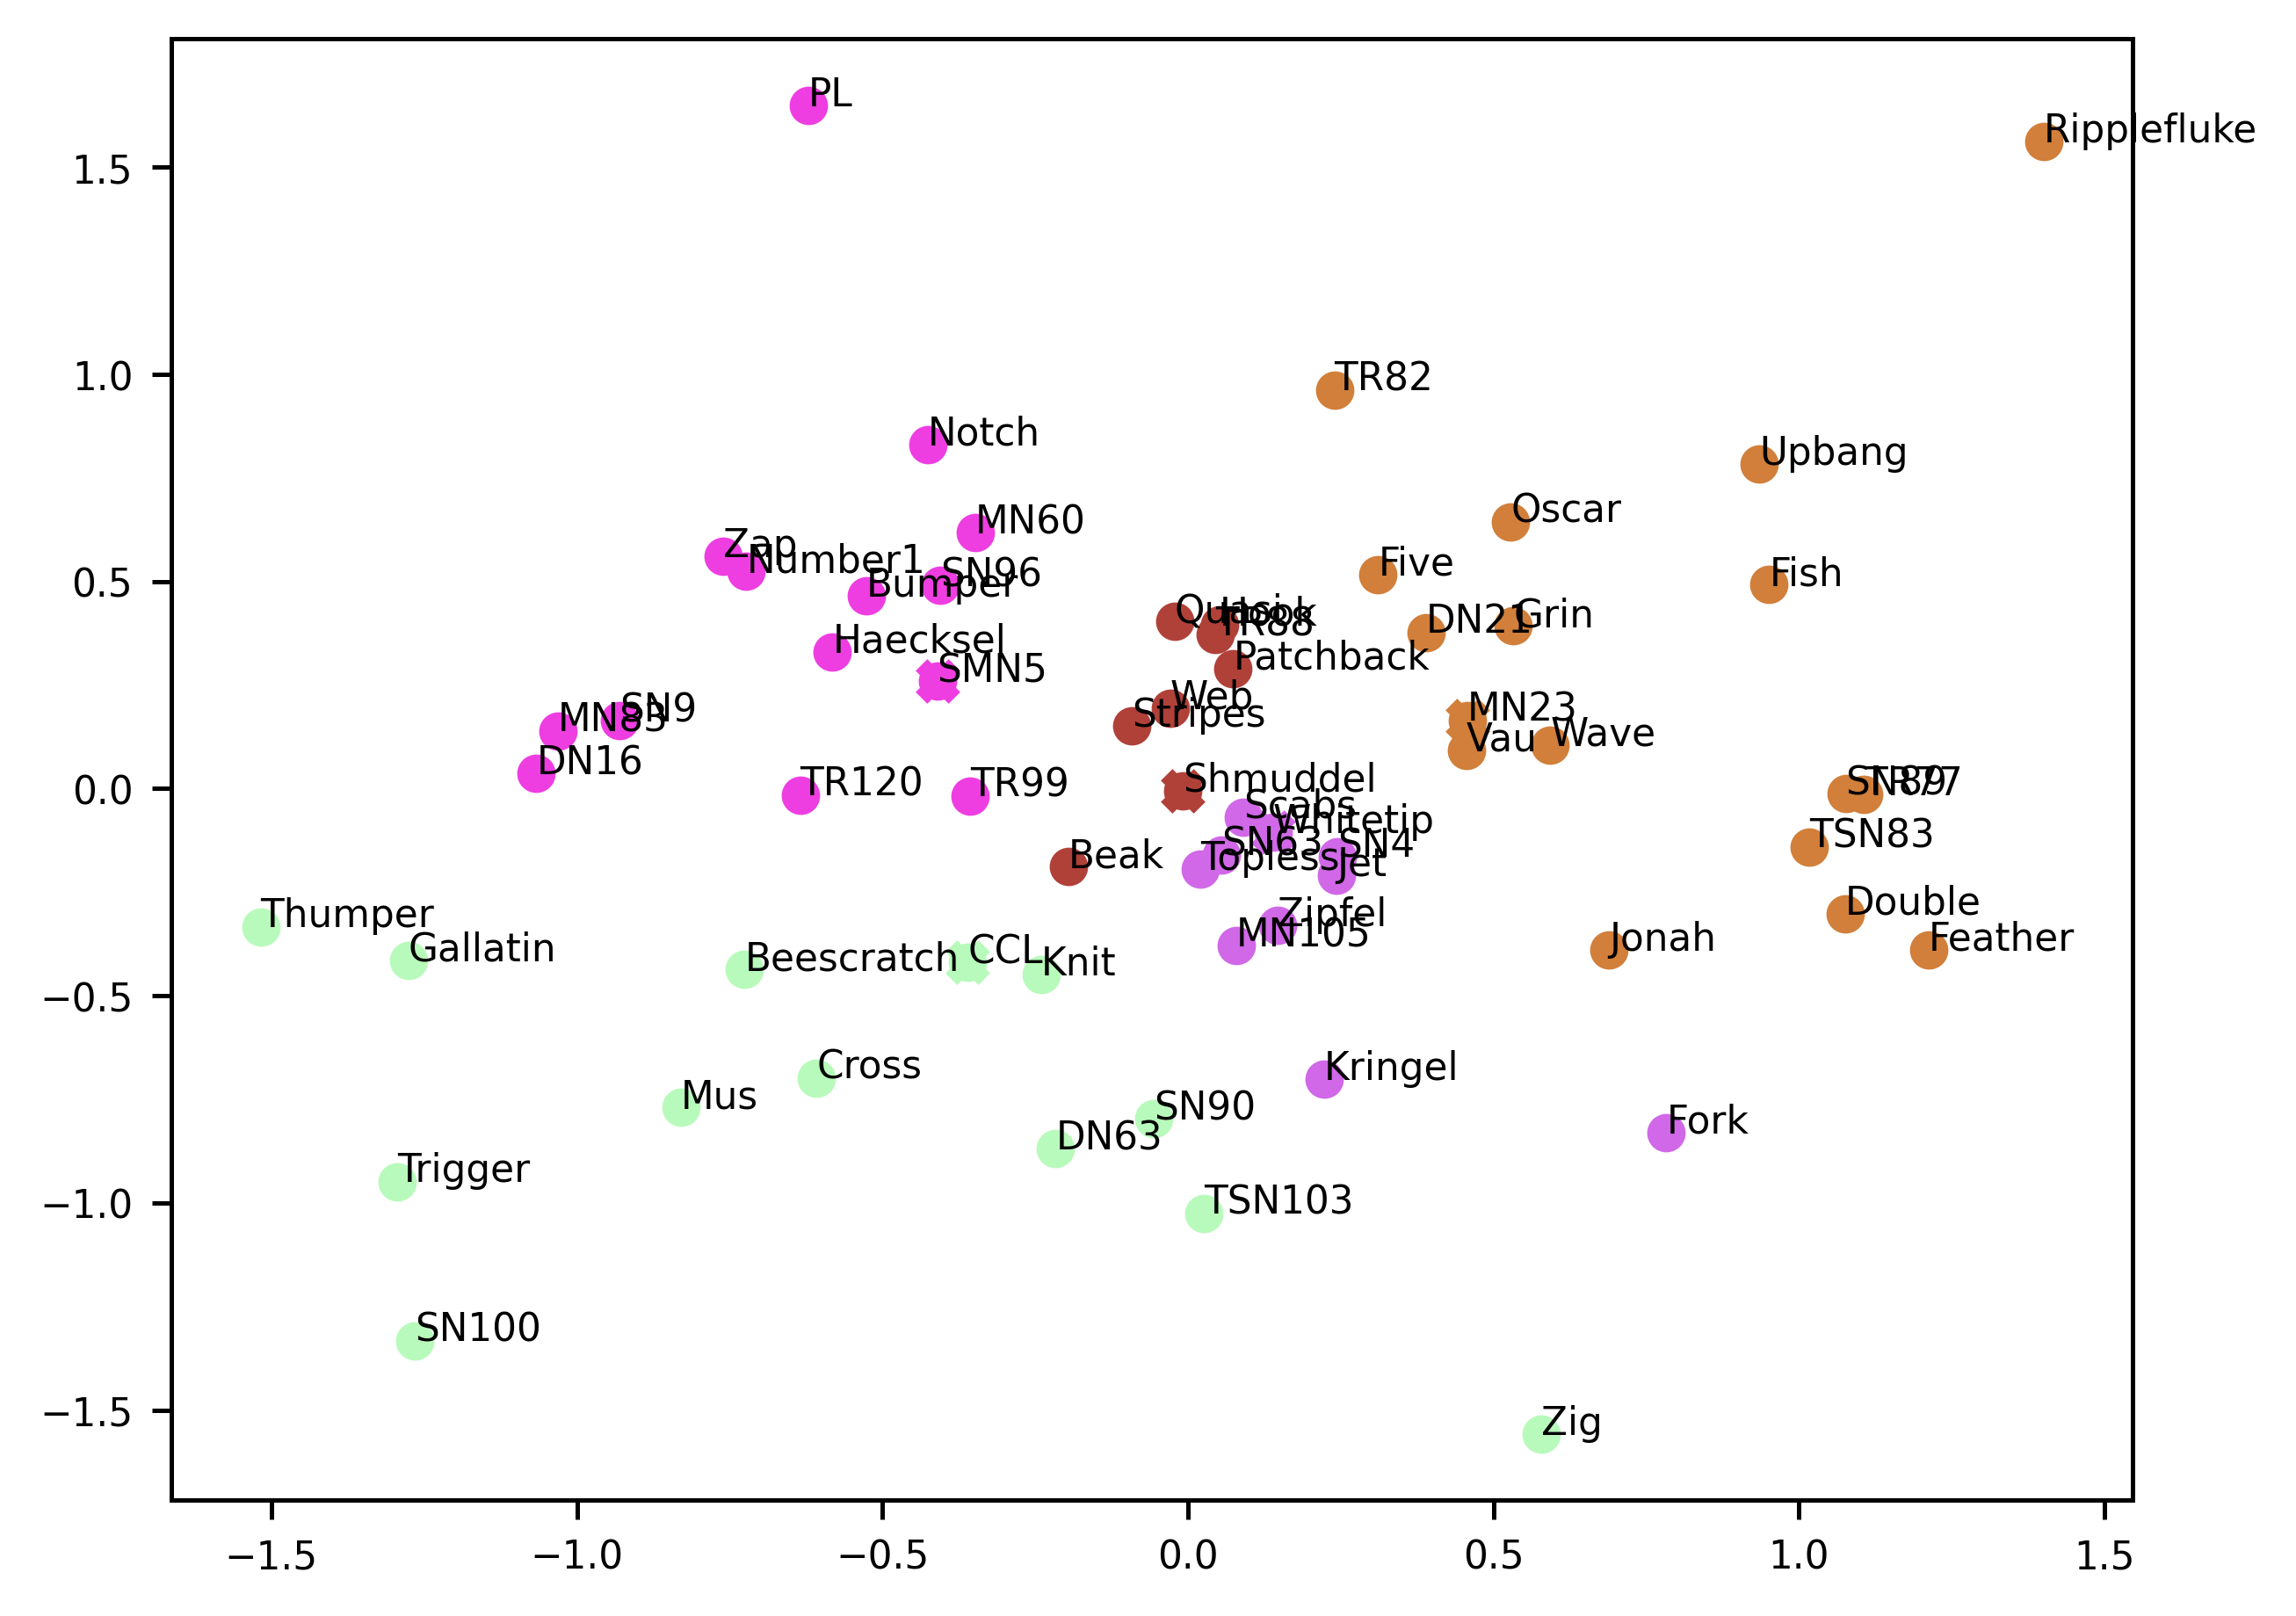 PL
Ripplefluke
1.5
TR82
1.0
Notch
Upbang
Oscar
MN60
Zap
Number1
Five
SN96
Fish
Bumper
0.5
Quasi
Hook
TR88
DN21
Grin
Haecksel
Patchback
SMN5
Web
Stripes
SN9
MN83
MN23
Vau
Wave
DN16
TR120
TR99
Shmuddel
SN89
TR77
0.0
Scabs
Whitetip
SN63
SN4
TSN83
Beak
Topless
Jet
Thumper
Zipfel
Double
Gallatin
MN105
Jonah
Feather
Beescratch
CCL
Knit
−0.5
Cross
Kringel
Mus
SN90
Fork
DN63
Trigger
−1.0
TSN103
SN100
−1.5
Zig
−1.5
−1.0
−0.5
0.0
0.5
1.0
1.5